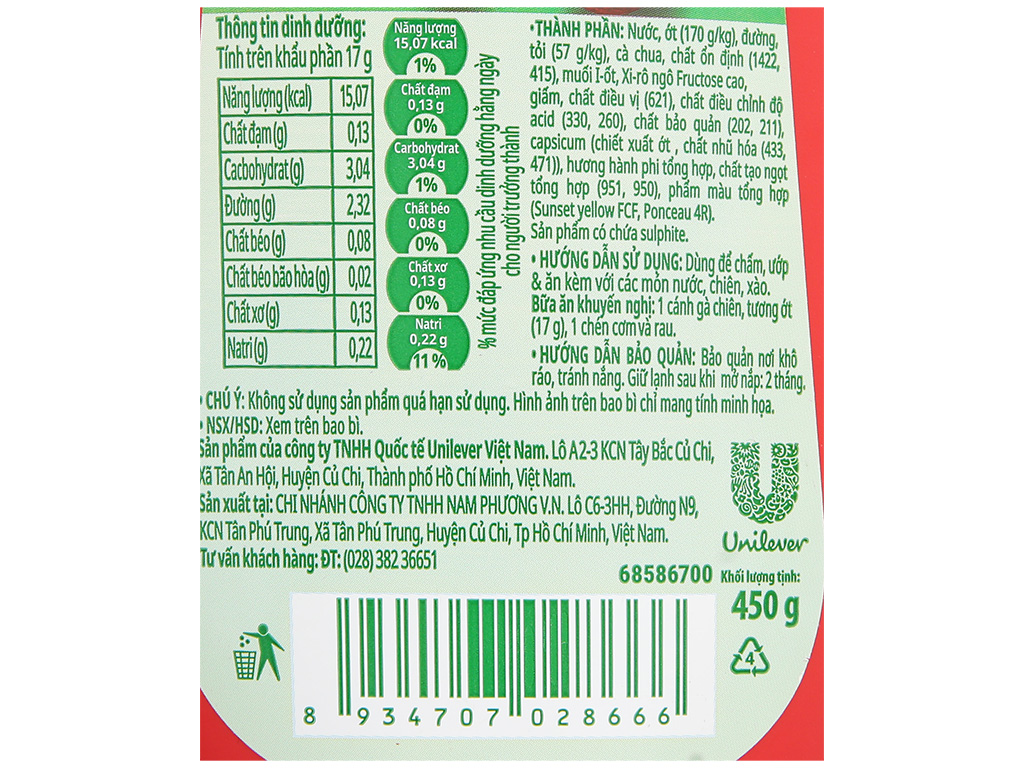 Thông tin dinh dưỡng:
Tính trên khẩu phần 17 g
Năng lượng (kcal) 15,07
Chất đạm (g) 0,13
Cacbohydrat (g) 3,04
Đường (g) 2,32
Chất béo (g) 0,08
Chất béo bão hòa (g) 0,02
Chất xơ (g) 0,13
Natri (g) 0,22
Năng lượng
15,07 kcal
1%
Chất đạm
0,13 g
0%
Carbohydrat
3,04 g
1%
Chất béo
0,08 g
0%
Chất xơ
0,13 g
0%
Natri
0,22 g
11 %
% mức đáp ứng nhu cầu dinh dưỡng hằng ngày
cho người trưởng thành
•THÀNH PHẦN: Nước, ớt (170 g/kg), đường,
tỏi (57 g/kg), cà chua, chất ổn định (1422,
415), muối I-ốt, Xi-rô ngô Fructose cao,
giấm, chất điều vị (621), chất điều chỉnh độ
acid (330, 260), chất bảo quản (202, 211),
capsicum (chiết xuất ớt , chất nhũ hóa (433,
471)), hương hành phi tổng hợp, chất tạo ngọt
tổng hợp (951, 950), phẩm màu tổng hợp
(Sunset yellow FCF, Ponceau 4R).
Sản phẩm có chứa sulphite.
• HƯỚNG DẪN SỬ DỤNG: Dùng để chấm, ướp
& ăn kèm với các món nước, chiên, xào.
Bữa ăn khuyến nghị: 1 cánh gà chiên, tương ớt
(17 g), 1 chén cơm và rau.
• HƯỚNG DẪN BẢO QUẢN: Bảo quản nơi khô
ráo, tránh nắng. Giữ lạnh sau khi mở nắp: 2 tháng.
• CHÚ Ý: Không sử dụng sản phẩm quá hạn sử dụng. Hình ảnh trên bao bì chỉ mang tính minh họa.
• NSX/HSD: Xem trên bao bì.
Sản phẩm của công ty TNHH Quốc tế Unilever Việt Nam. Lô A2-3 KCN Tây Bắc Củ Chi,
Xã Tân An Hội, Huyện Củ Chi, Thành phố Hồ Chí Minh, Việt Nam.
Sản xuất tại: CHI NHÁNH CÔNG TY TNHH NAM PHƯƠNG V.N. Lô C6-3HH, Đường N9,
KCN Tân Phú Trung, Xã Tân Phú Trung, Huyện Củ Chi, Tp Hồ Chí Minh, Việt Nam.
Tư vấn khách hàng: ĐT: (028) 382 36651
Unilever
68586700
Khối lượng tịnh:
450 g
4
8 934707 028666